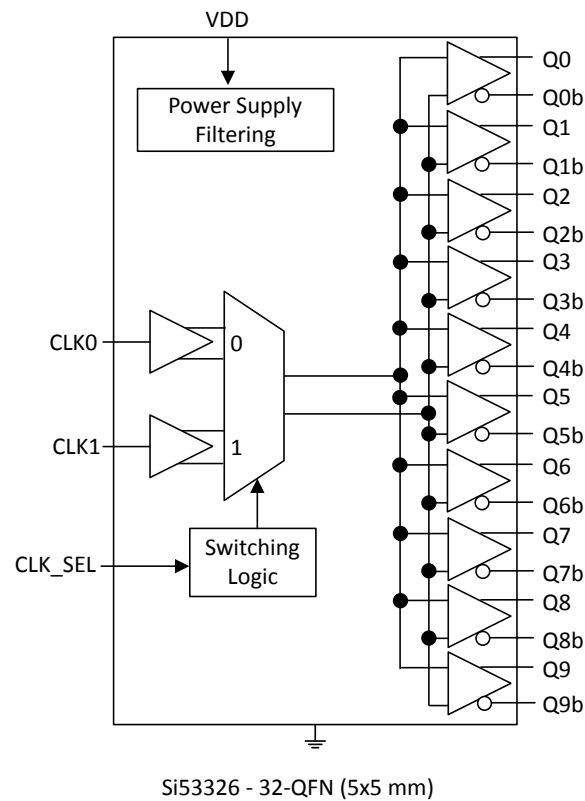 VDD
Power Supply
Filtering
CLK0
0
CLK1
1
CLK_SEL
Switching
Logic
Q0
Q0b
Q1
Q1b
Q2
Q2b
Q3
Q3b
Q4
Q4b
Q5
Q5b
Q6
Q6b
Q7
Q7b
Q8
Q8b
Q9
Q9b
Si53326 - 32-QFN (5x5 mm)